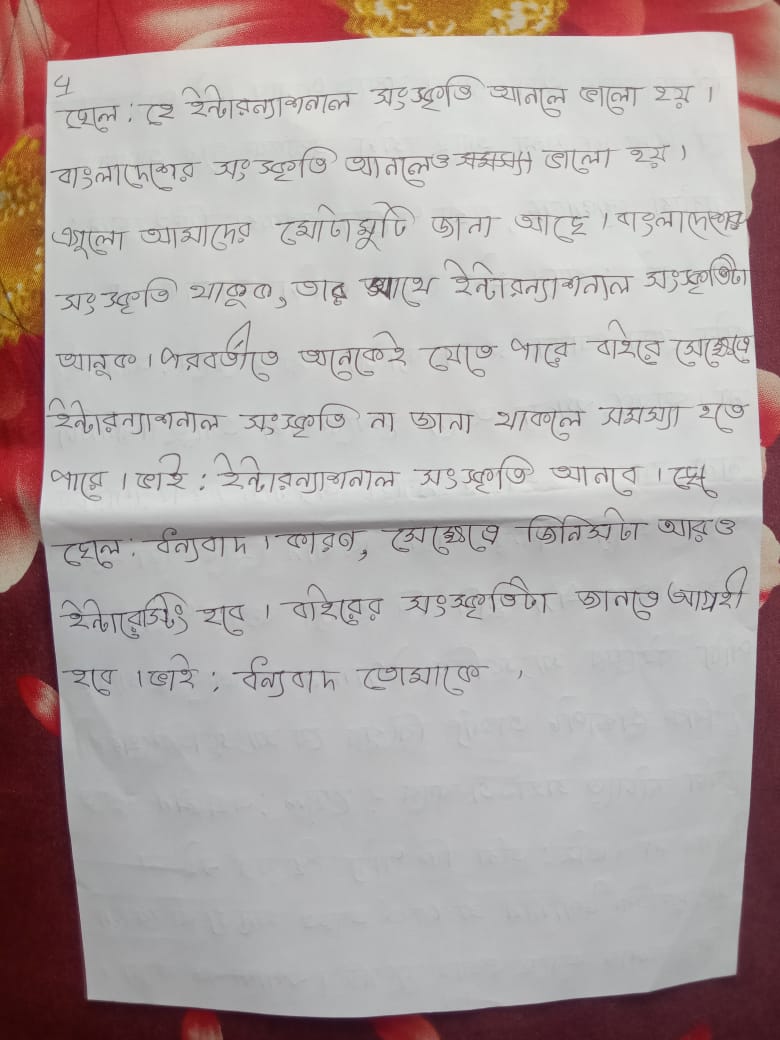 ৭
ছেলে: হে ইন্টারন্যাশনাল সংস্কৃতি আনলে ভালো হয়।
বাংলাদেশের সংস্কৃতি আনলেও সমস্যা ভালো হয়।
এগুলো আমাদের মোটামুটি জানা আছে। বাংলাদেশের
সংস্কৃতি থাকুক, তার সাথে ইন্টারন্যাশনাল সংস্কৃতিটা
আনুক। পরবর্তীতে অনেকেই যেতে পারে বাইরে সেক্ষেত্রে
ইন্টারন্যাশনাল সংস্কৃতি না জানা থাকলে সমস্যা হতে
পারে। ভাই: ইন্টারন্যাশনাল সংস্কৃতি আনবে।
ছেলে: ধন্যবাদ। কারণ, সেক্ষেত্রে জিনিসটা আরও
ইন্টারেস্টিং হবে। বাইরের সংস্কৃতিটা জানতে আগ্রহী
হবে। ভাই: ধন্যবাদ তোমাকে।